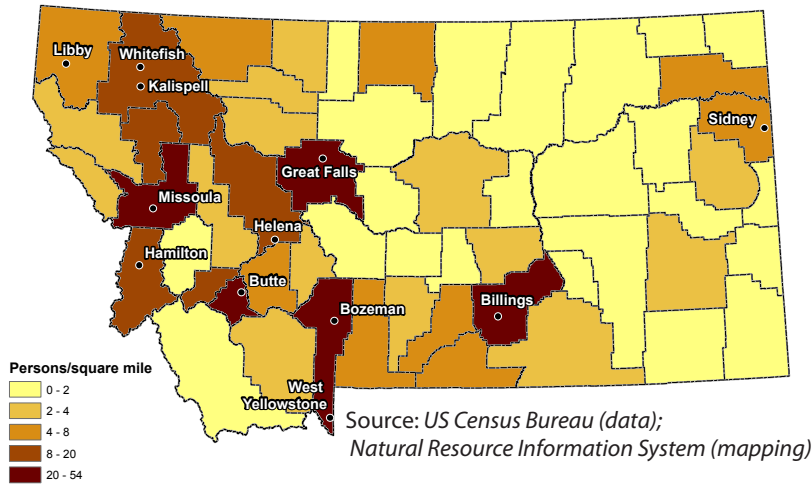 Libby
Whitefish
Kalispell
Sidney
Great Falls
Missoula
Helena
Hamilton
Butte
Bozeman
Billings
West
Yellowstone
Persons/square mile
0 - 2
2 - 4
4 - 8
8 - 20
20 - 54
Source: US Census Bureau (data);
Natural Resource Information System (mapping)